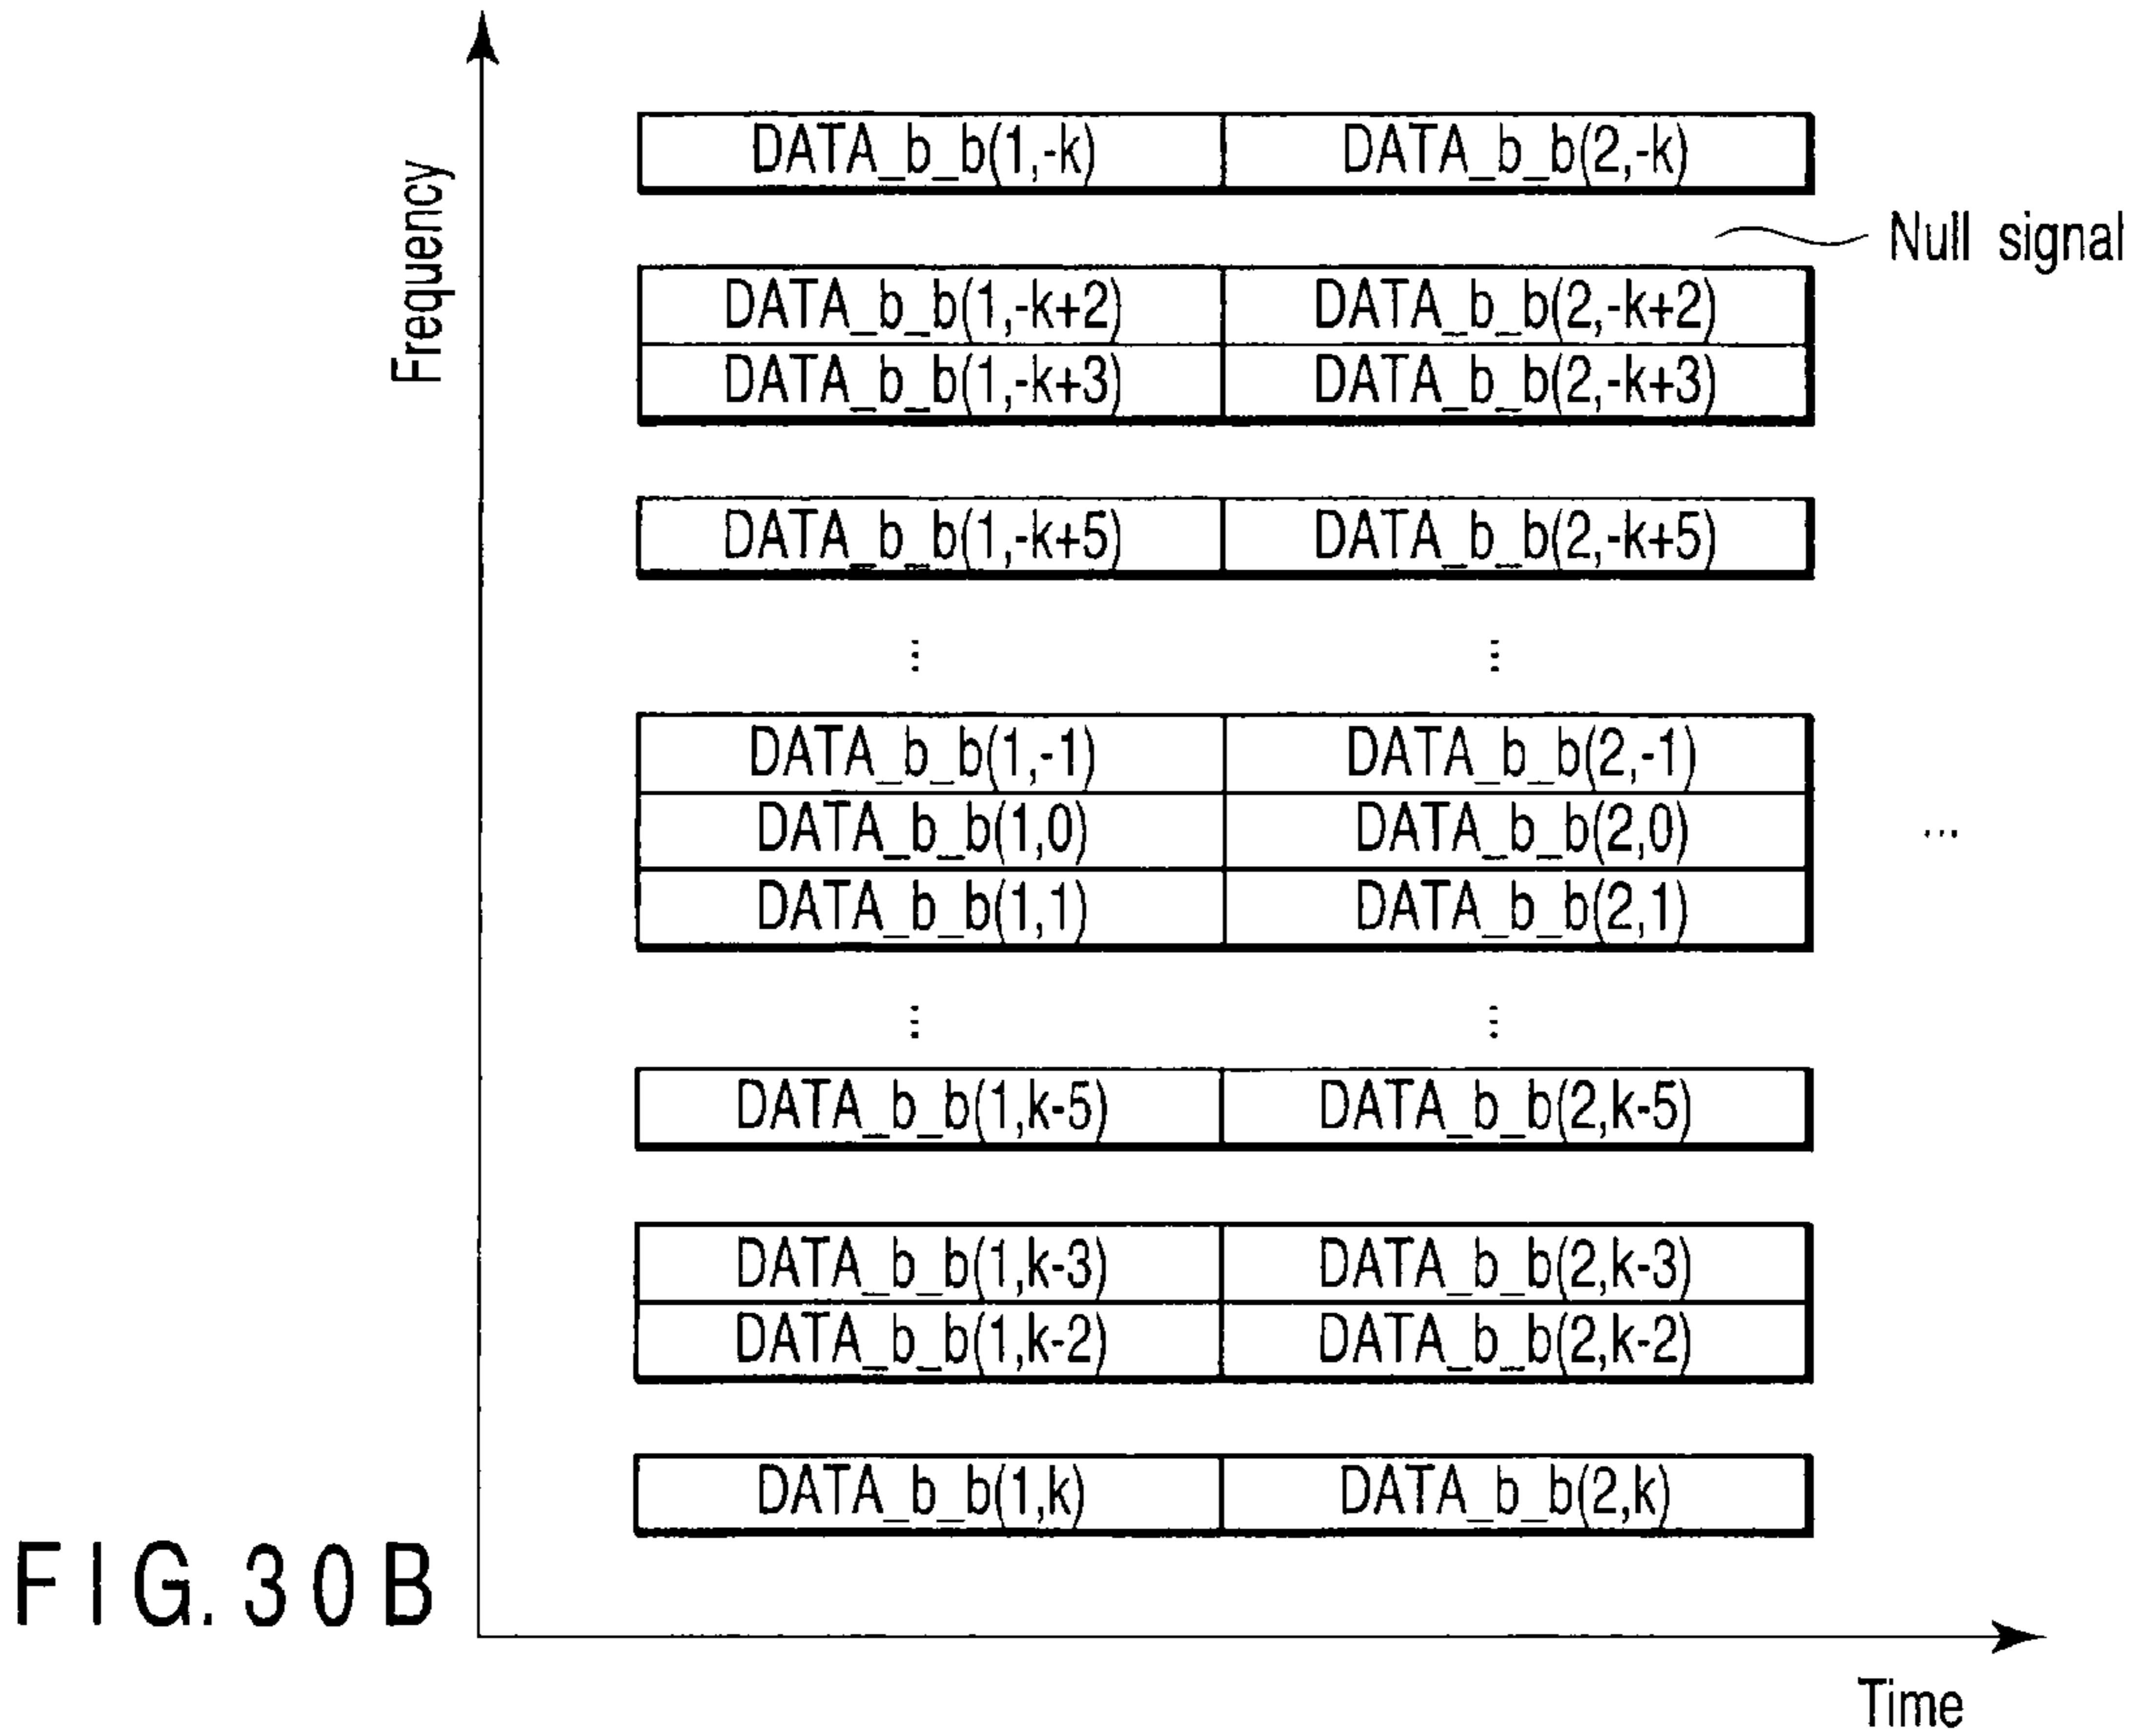 Frequency
DATA_b_b(1,-k) DATA_b_b(2,-k)
Null signal
DATA_b_b(1,-k+2) DATA_b_b(2,-k+2)
DATA_b_b(1,-k+3) DATA_b_b(2,-k+3)
DATA_b_b(1,-k+5) DATA_b_b(2,-k+5)
⋮ ⋮
DATA_b_b(1,-1) DATA_b_b(2,-1)
DATA_b_b(1,0) DATA_b_b(2,0) ...
DATA_b_b(1,1) DATA_b_b(2,1)
⋮ ⋮
DATA_b_b(1,k-5) DATA_b_b(2,k-5)
DATA_b_b(1,k-3) DATA_b_b(2,k-3)
DATA_b_b(1,k-2) DATA_b_b(2,k-2)
DATA_b_b(1,k) DATA_b_b(2,k)
FIG.30B
Time